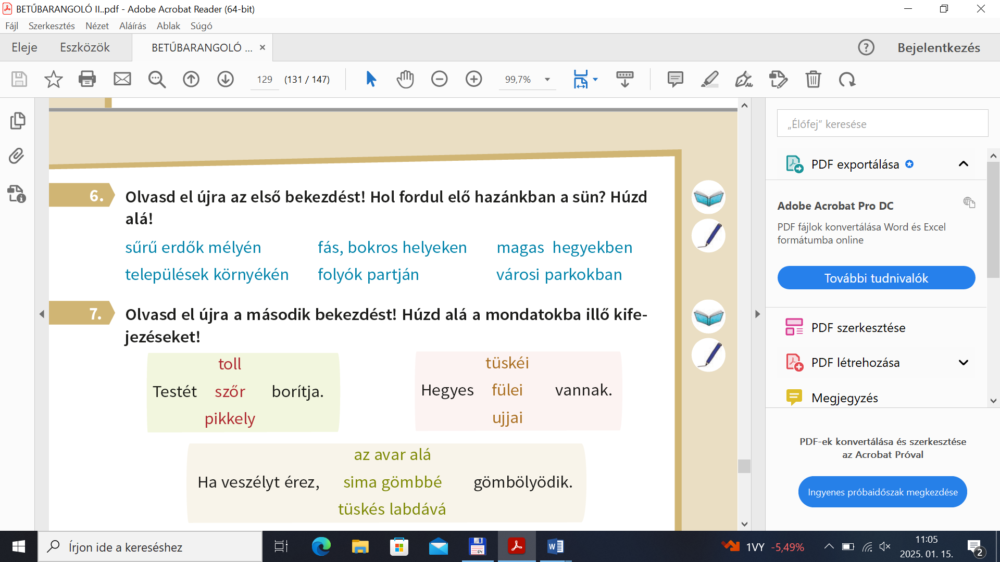 BETŰBARANGOLÓ II..pdf - Adobe Acrobat Reader (64-bit)
Fájl Szerkesztés Nézet Aláírás Ablak Súgó
Eleje Eszközök BETŰBARANGOLÓ ... × ? Bejelentkezés
129 (131 / 147) 99,7%
„Élőfej” keresése
PDF exportálása
Adobe Acrobat Pro DC
PDF fájlok konvertálása Word és Excel
formátumba online
További tudnivalók
PDF szerkesztése
PDF létrehozása
Megjegyzés
PDF-ek konvertálása és szerkesztése
az Acrobat Próval
Ingyenes próbaidőszak megkezdése
6. Olvasd el újra az első bekezdést! Hol fordul elő hazánkban a sün? Húzd
alá!
sűrű erdők mélyén fás, bokros helyeken magas hegyekben
települések környékén folyók partján városi parkokban
7. Olvasd el újra a második bekezdést! Húzd alá a mondatokba illő kife-
jezéseket!
toll
Testét szőr borítja.
pikkely
tüskéi
Hegyes fülei vannak.
ujjai
az avar alá
Ha veszélyt érez, sima gömbbé gömbölyödik.
tüskés labdává
Írjon ide a kereséshez
64
W
1VY -5,49%
11:05
2025. 01. 15.
2